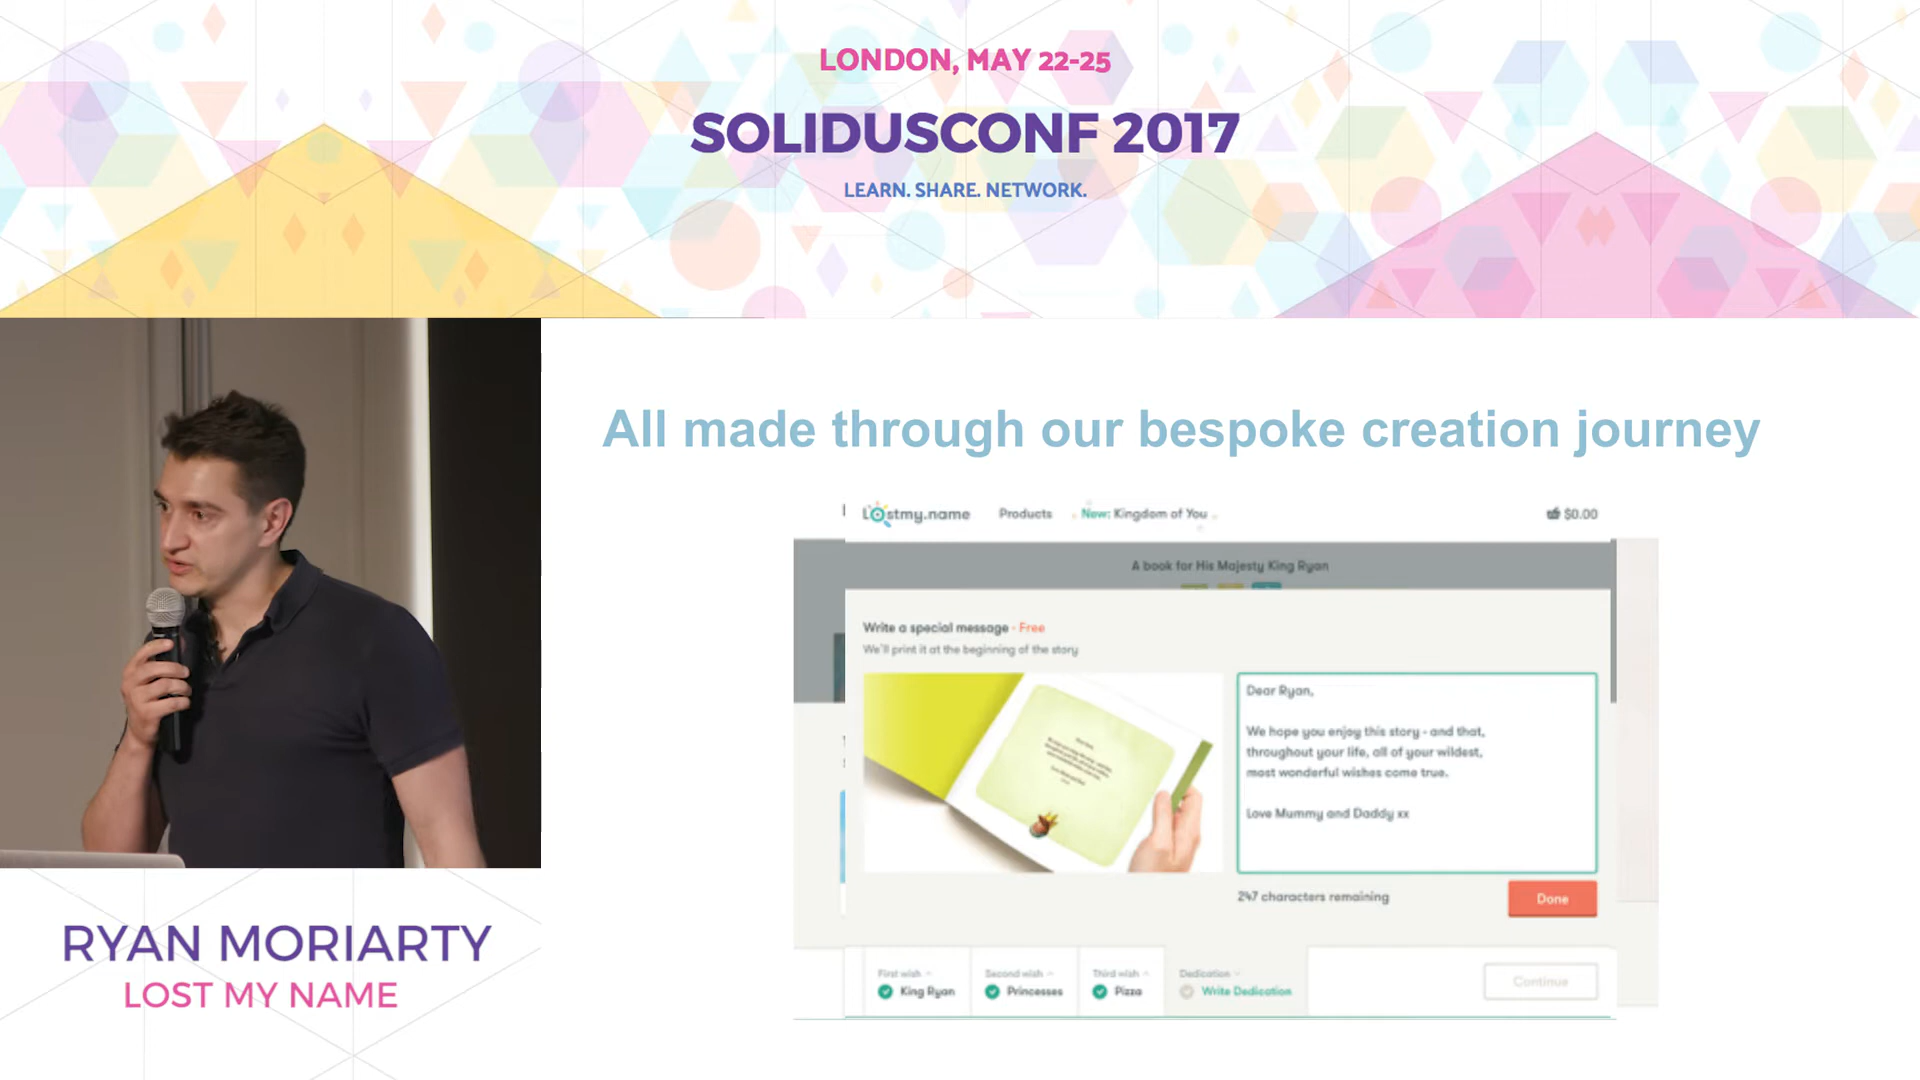 LONDON, MAY 22-25
SOLIDUSCONF 2017
LEARN. SHARE. NETWORK.
All made through our bespoke creation journey
Lostmy.name
Products
New: Kingdom of You
$0.00
A book for His Majesty King Ryan
Write a special message - Free
We'll print it at the beginning of the story
Dear Ryan,
We hope you enjoy this story - and that,
throughout your life, all of your wildest,
most wonderful wishes come true.
Love Mummy and Daddy xx
247 characters remaining
Done
First wish
King Ryan
Second wish
Princesses
Third wish
Pizza
Dedication
Write Dedication
Continue
RYAN MORIARTY
LOST MY NAME